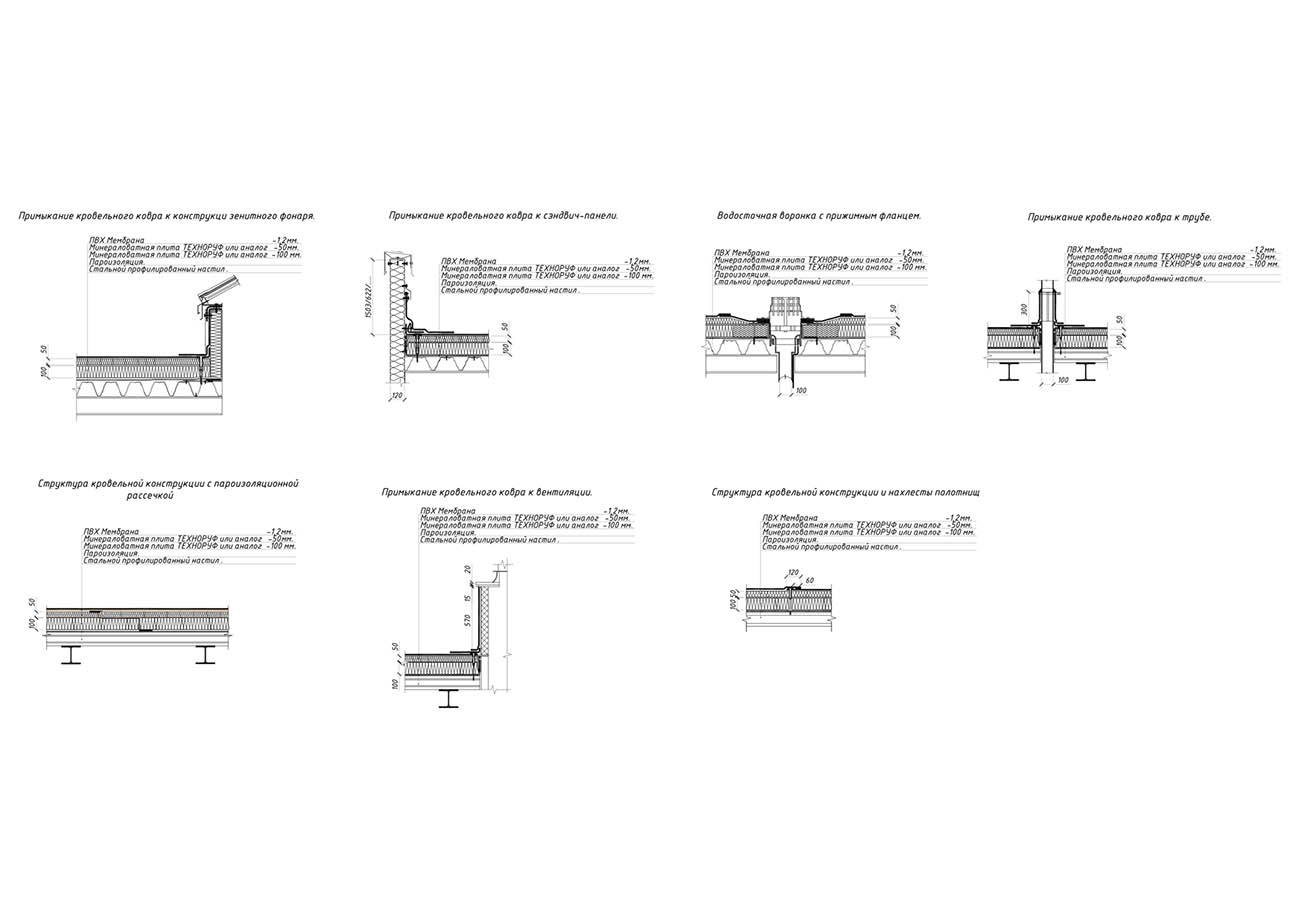 Примыкание кровельного ковра к конструкци зенитного фонаря.
ПВХ Мембрана -1,2мм.
Минераловатная плита ТЕХНОРУФ или аналог -50мм.
Минераловатная плита ТЕХНОРУФ или аналог -100 мм.
Пароизоляция.
Стальной профилированный настил .
50
100
Примыкание кровельного ковра к сэндвич-панели.
ПВХ Мембрана -1,2мм.
Минераловатная плита ТЕХНОРУФ или аналог -50мм.
Минераловатная плита ТЕХНОРУФ или аналог -100 мм.
Пароизоляция.
Стальной профилированный настил .
1503/622/
50
100
120
Водосточная воронка с прижимным фланцем.
ПВХ Мембрана -1,2мм.
Минераловатная плита ТЕХНОРУФ или аналог -50мм.
Минераловатная плита ТЕХНОРУФ или аналог -100 мм.
Пароизоляция.
Стальной профилированный настил .
50
100
100
Примыкание кровельного ковра к трубе.
ПВХ Мембрана -1,2мм.
Минераловатная плита ТЕХНОРУФ или аналог -50мм.
Минераловатная плита ТЕХНОРУФ или аналог -100 мм.
Пароизоляция.
Стальной профилированный настил .
300
50
100
100
Структура кровельной конструкции с пароизоляционной
рассечкой
ПВХ Мембрана -1,2мм.
Минераловатная плита ТЕХНОРУФ или аналог -50мм.
Минераловатная плита ТЕХНОРУФ или аналог -100 мм.
Пароизоляция.
Стальной профилированный настил .
50
100
Примыкание кровельного ковра к вентиляции.
ПВХ Мембрана -1,2мм.
Минераловатная плита ТЕХНОРУФ или аналог -50мм.
Минераловатная плита ТЕХНОРУФ или аналог -100 мм.
Пароизоляция.
Стальной профилированный настил .
20
15
570
50
100
Структура кровельной конструкции и нахлесты полотнищ
ПВХ Мембрана -1,2мм.
Минераловатная плита ТЕХНОРУФ или аналог -50мм.
Минераловатная плита ТЕХНОРУФ или аналог -100 мм.
Пароизоляция.
Стальной профилированный настил .
120
60
50
100